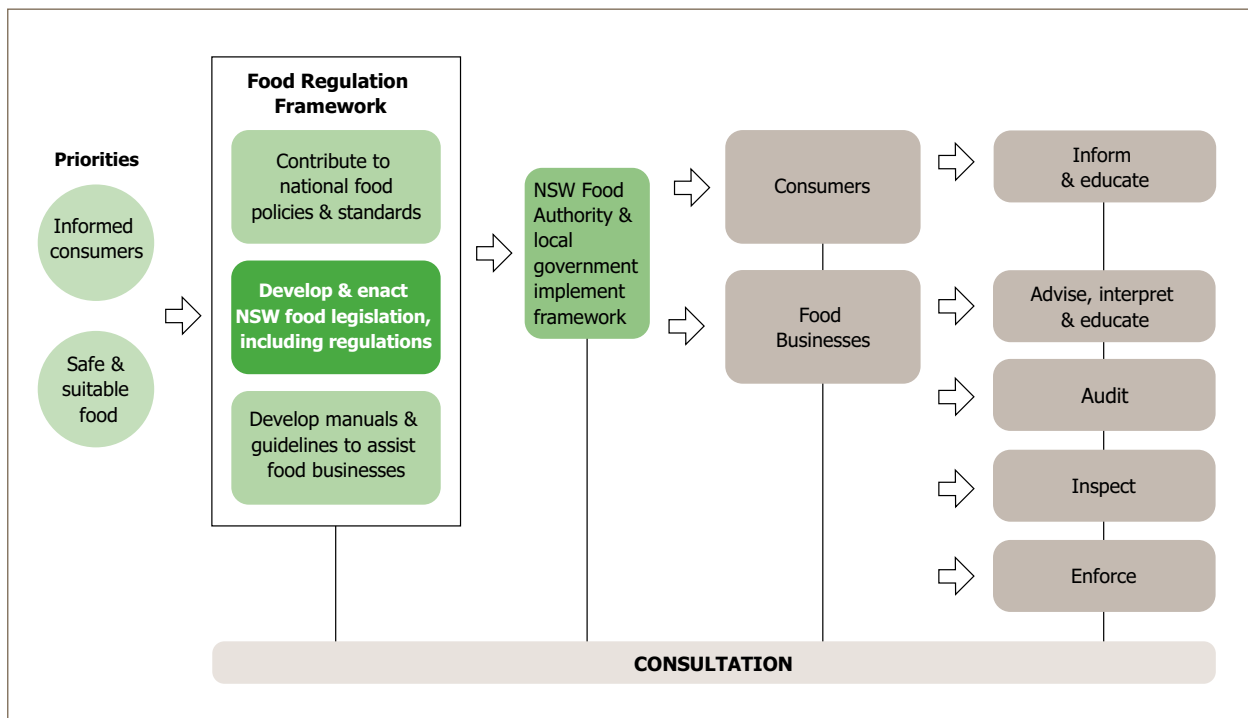 Food Regulation
Framework
Priorities
Informed
consumers
Safe &
suitable
food
Contribute to
national food
policies & standards
Develop & enact
NSW food legislation,
including regulations
Develop manuals &
guidelines to assist
food businesses
NSW Food
Authority &
local
government
implement
framework
Consumers
Food
Businesses
Inform
& educate
Advise, interpret
& educate
Audit
Inspect
Enforce
CONSULTATION